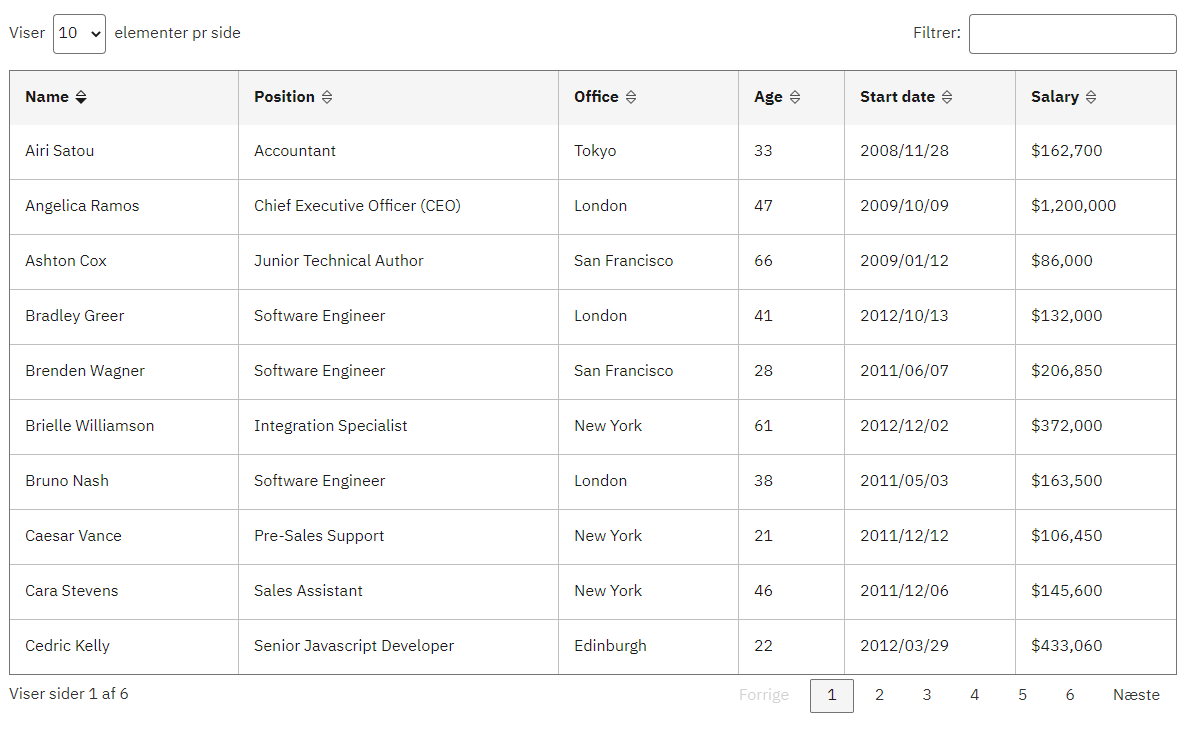 Viser 10 elementer pr side Filtrer:
Name Position Office Age Start date Salary
Airi Satou Accountant Tokyo 33 2008/11/28 $162,700
Angelica Ramos Chief Executive Officer (CEO) London 47 2009/10/09 $1,200,000
Ashton Cox Junior Technical Author San Francisco 66 2009/01/12 $86,000
Bradley Greer Software Engineer London 41 2012/10/13 $132,000
Brenden Wagner Software Engineer San Francisco 28 2011/06/07 $206,850
Brielle Williamson Integration Specialist New York 61 2012/12/02 $372,000
Bruno Nash Software Engineer London 38 2011/05/03 $163,500
Caesar Vance Pre-Sales Support New York 21 2011/12/12 $106,450
Cara Stevens Sales Assistant New York 46 2011/12/06 $145,600
Cedric Kelly Senior Javascript Developer Edinburgh 22 2012/03/29 $433,060
Viser sider 1 af 6 Forrige 1 2 3 4 5 6 Næste